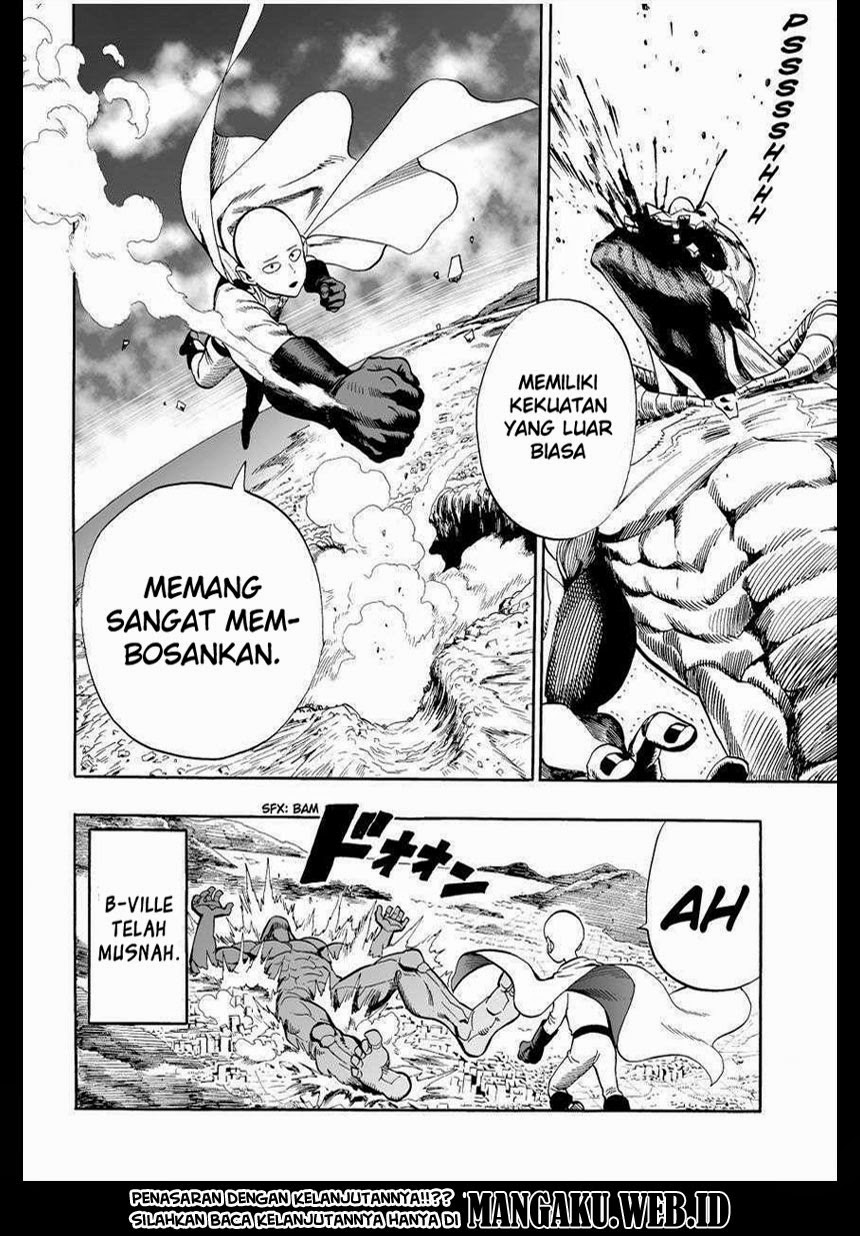 PSSSSSHHH
MEMILIKI
KEKUATAN
YANG LUAR
BIASA
MEMANG
SANGAT MEM-
BOSANKAN.
SFX: BAM
ドオオン
AH
B-VILLE
TELAH
MUSNAH.
PENASARAN DENGAN KELANJUTANNYA!!??
SILAHKAN BACA KELANJUTANNYA HANYA DI MANGAKU.WEB.ID